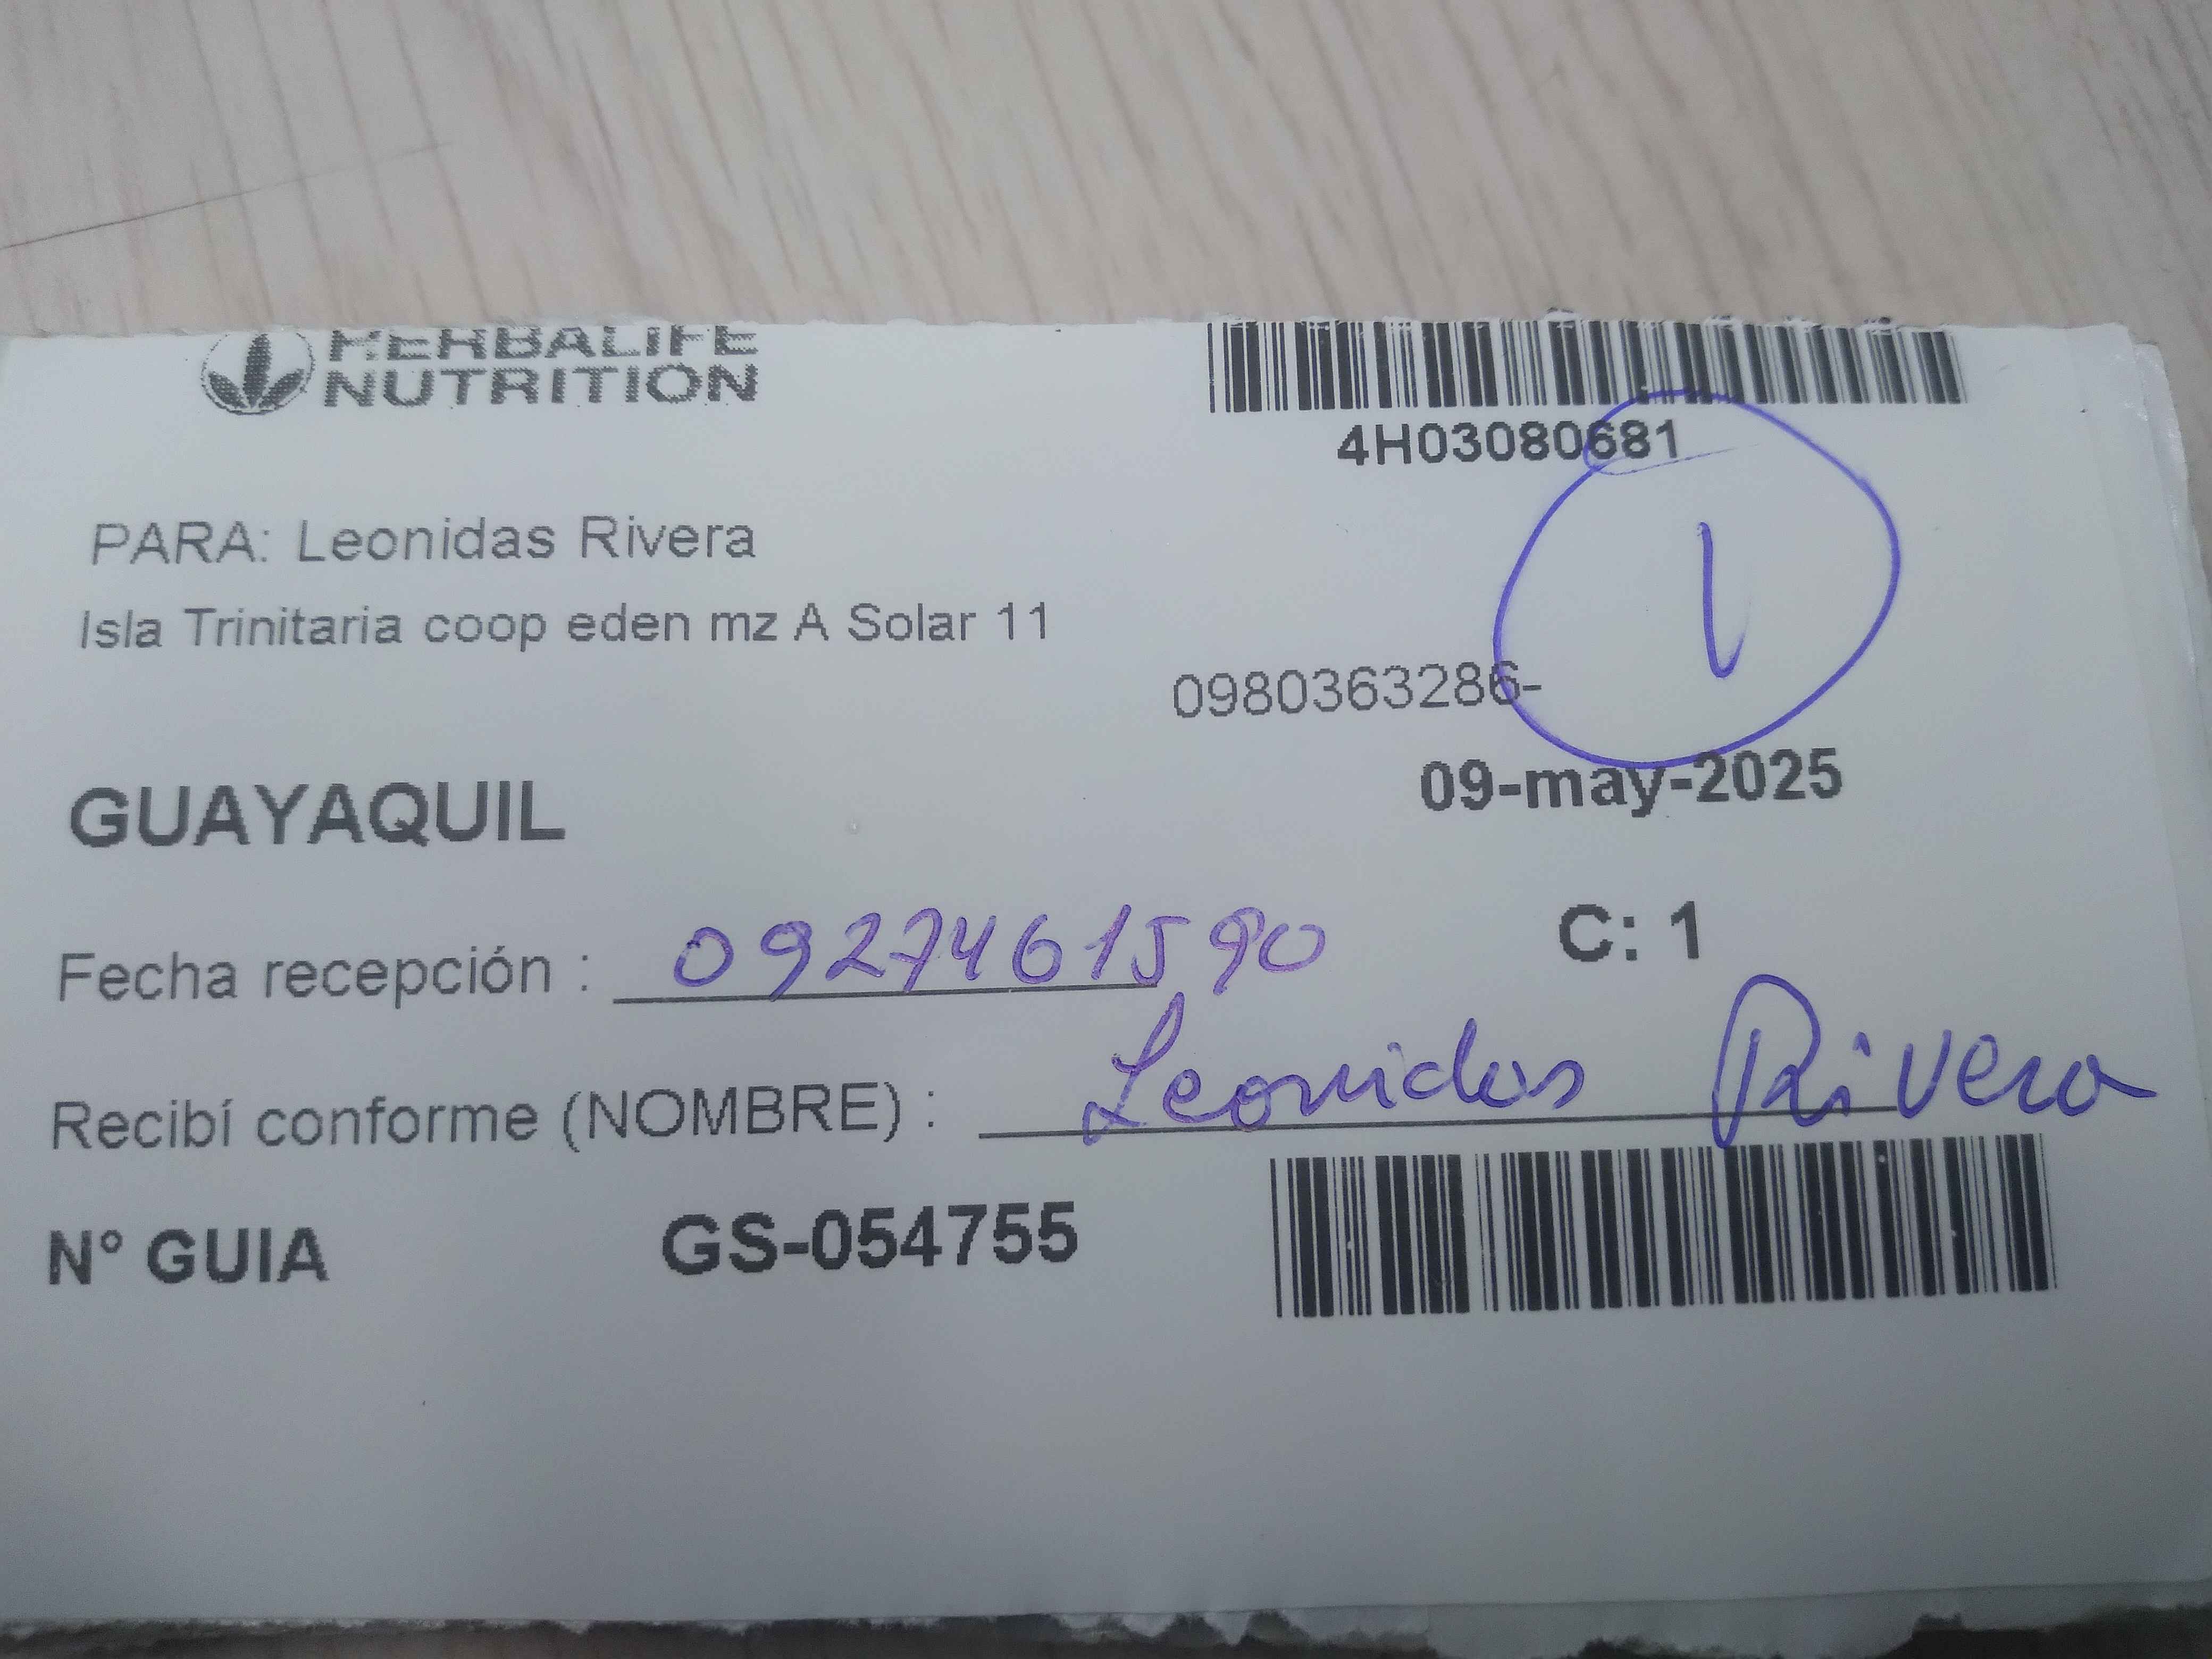 HERBALIFE
NUTRITION
4H03080681
PARA: Leonidas Rivera
1
Isla Trinitaria coop eden mz A Solar 11
0980363286-
09-may-2025
GUAYAQUIL
C: 1
Fecha recepción : 0927461590
Recibí conforme (NOMBRE) : Leonidas Rivera
N° GUIA GS-054755